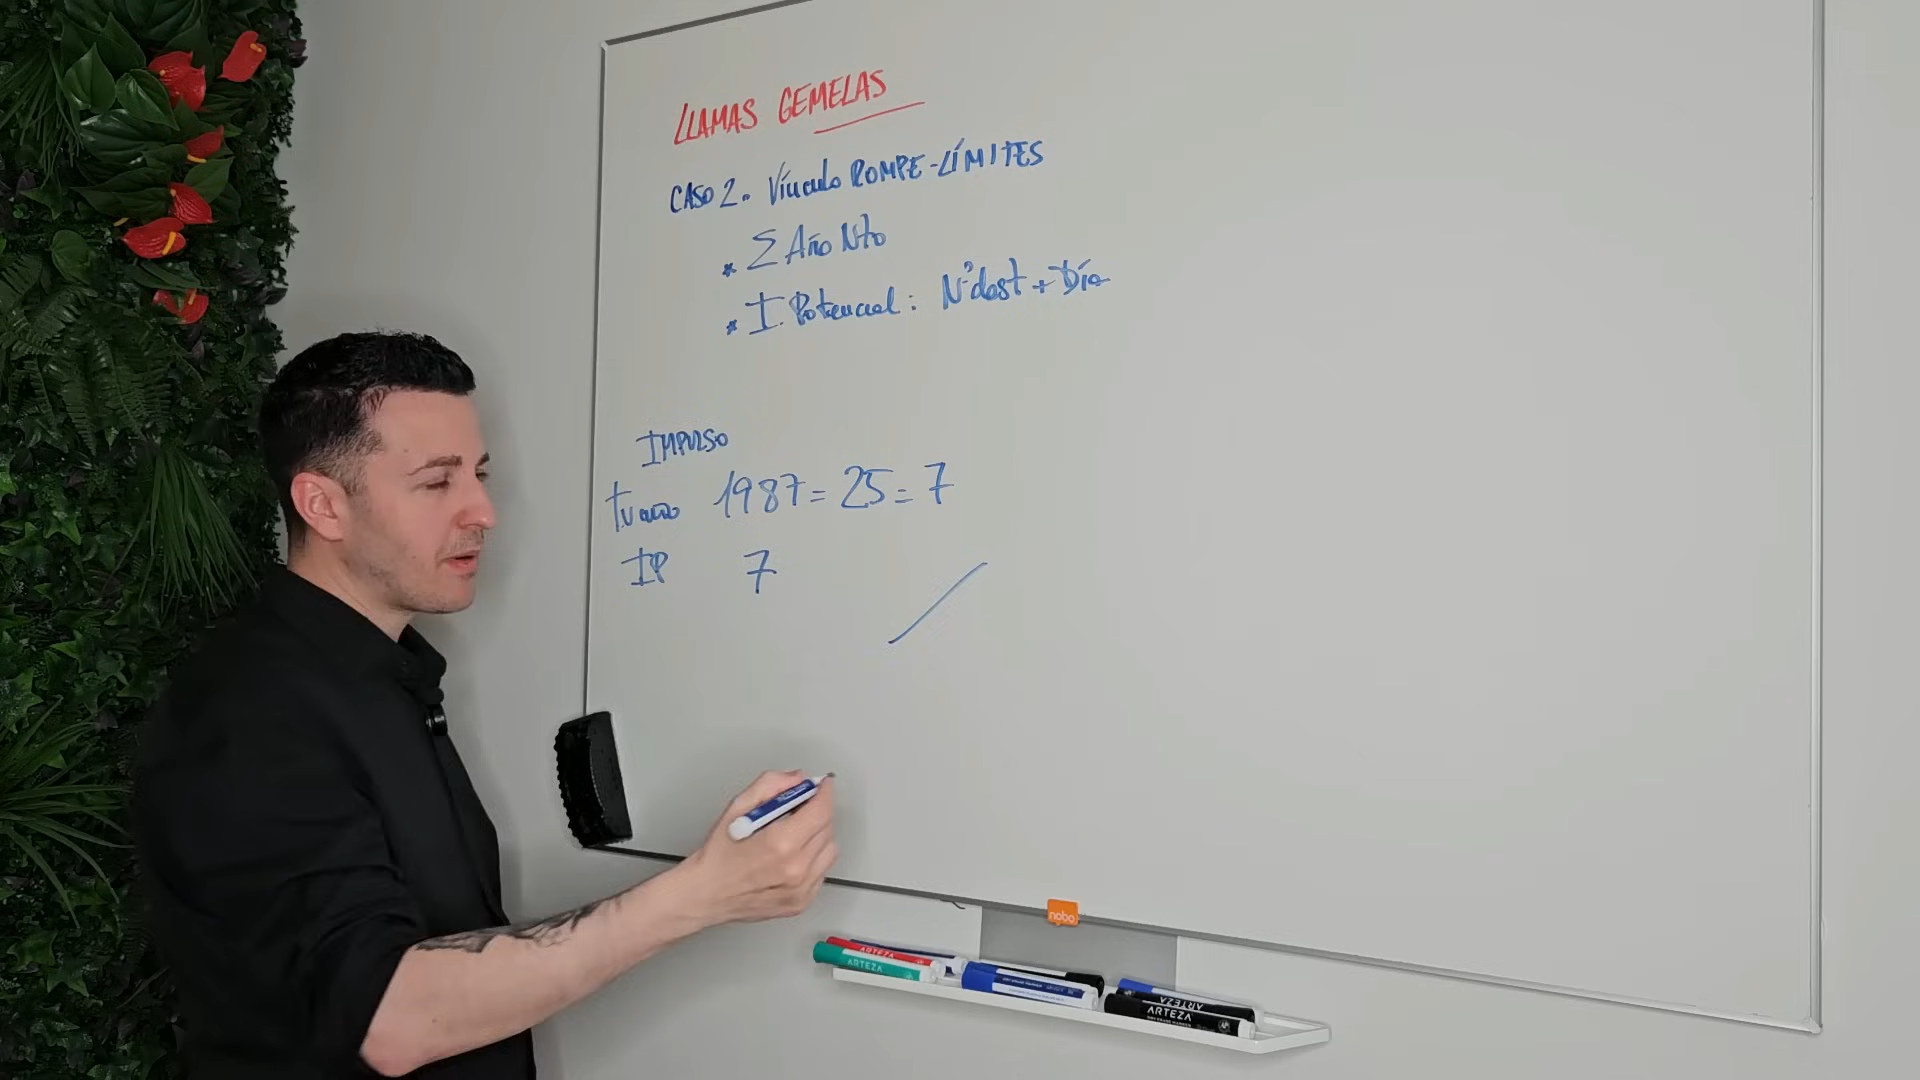 LLAMAS GEMELAS
CASO 2. Vínculo ROMPE-LÍMITES
* Σ Año Nto
* I. Potencial: Nº dest + Día
IMPULSO
Tu año 1987 = 25 = 7
IP 7
nobo
ARTEZA
ARTEZA
ARTEZA
ARTEZA